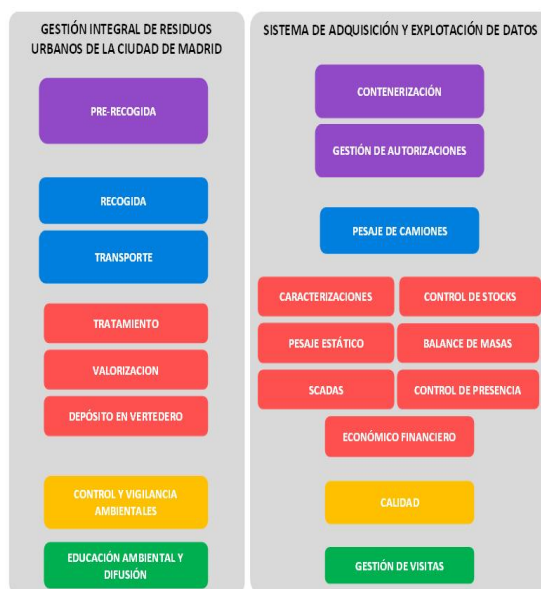 GESTIÓN INTEGRAL DE RESIDUOS
URBANOS DE LA CIUDAD DE MADRID
PRE-RECOGIDA
RECOGIDA
TRANSPORTE
TRATAMIENTO
VALORIZACION
DEPÓSITO EN VERTEDERO
CONTROL Y VIGILANCIA
AMBIENTALES
EDUCACIÓN AMBIENTAL Y
DIFUSIÓN
SISTEMA DE ADQUISICIÓN Y EXPLOTACIÓN DE DATOS
CONTENERIZACIÓN
GESTIÓN DE AUTORIZACIONES
PESAJE DE CAMIONES
CARACTERIZACIONES
CONTROL DE STOCKS
PESAJE ESTÁTICO
BALANCE DE MASAS
SCADAS
CONTROL DE PRESENCIA
ECONÓMICO FINANCIERO
CALIDAD
GESTIÓN DE VISITAS